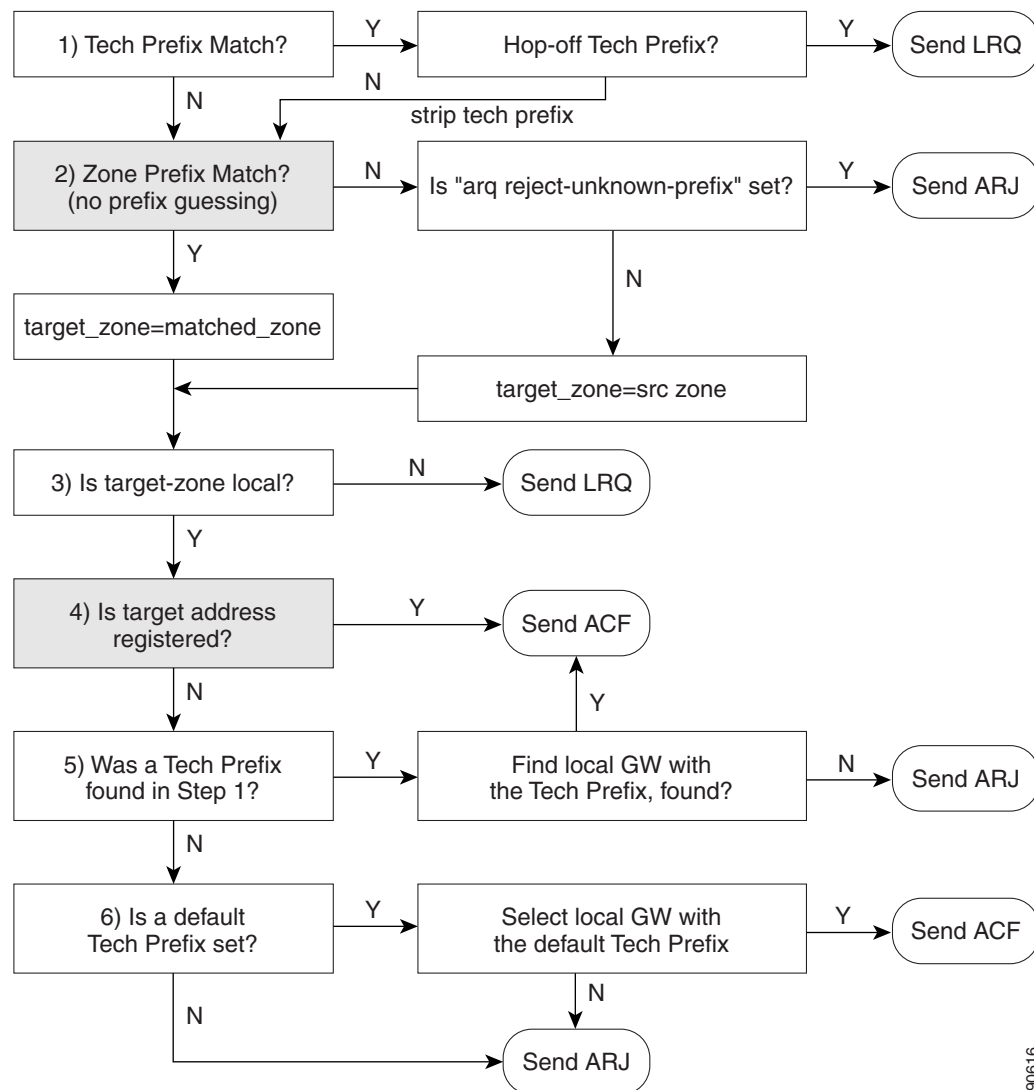 1) Tech Prefix Match?
Y
Hop-off Tech Prefix?
Y
Send LRQ
N
N
strip tech prefix
2) Zone Prefix Match?
(no prefix guessing)
N
Is "arq reject-unknown-prefix" set?
Y
Send ARJ
Y
N
target_zone=matched_zone
target_zone=src zone
3) Is target-zone local?
N
Send LRQ
Y
4) Is target address
registered?
Y
Send ACF
N
Y
5) Was a Tech Prefix
found in Step 1?
Y
Find local GW with
the Tech Prefix, found?
N
Send ARJ
N
6) Is a default
Tech Prefix set?
Y
Select local GW with
the default Tech Prefix
Y
Send ACF
N
N
Send ARJ
90616